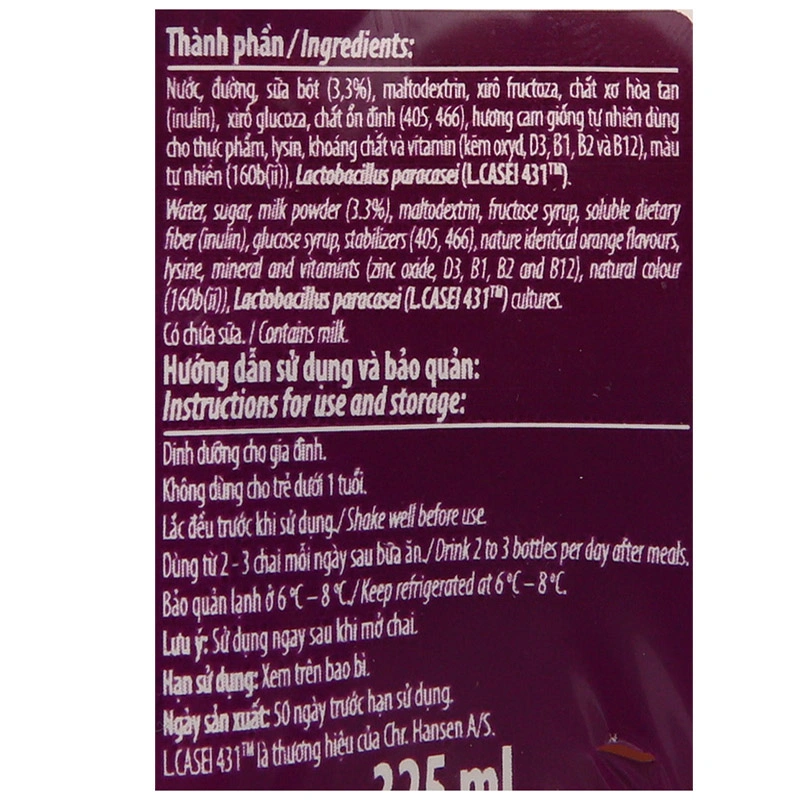 Thành phần / Ingredients:
Nước, đường, sữa bột (3,3%), maltodextrin, xirô fructoza, chất xơ hòa tan
(inulin), xirô glucoza, chất ổn định (405, 466), hương cam giống tự nhiên dùng
cho thực phẩm, lysin, khoáng chất và vitamin (kẽm oxyd, D3, B1, B2 và B12), màu
tự nhiên (160b(ii)), Lactobacillus paracasei (L.CASEI 431™).
Water, sugar, milk powder (3.3%), maltodextrin, fructose syrup, soluble dietary
fiber (inulin), glucose syrup, stabilizers (405, 466), nature identical orange flavours,
lysine, mineral and vitamints (zinc oxide, D3, B1, B2 and B12), natural colour
(160b(ii)), Lactobacillus paracasei (L.CASEI 431™) cultures.
Có chứa sữa. / Contains milk.
Hướng dẫn sử dụng và bảo quản:
Instructions for use and storage:
Dinh dưỡng cho gia đình.
Không dùng cho trẻ dưới 1 tuổi.
Lắc đều trước khi sử dụng./ Shake well before use.
Dùng từ 2 - 3 chai mỗi ngày sau bữa ăn./ Drink 2 to 3 bottles per day after meals.
Bảo quản lạnh ở 6°C – 8°C./ Keep refrigerated at 6°C – 8°C.
Lưu ý: Sử dụng ngay sau khi mở chai.
Hạn sử dụng: Xem trên bao bì.
Ngày sản xuất: 50 ngày trước hạn sử dụng.
L.CASEI 431™ là thương hiệu của Chr. Hansen A/S.
325 ml